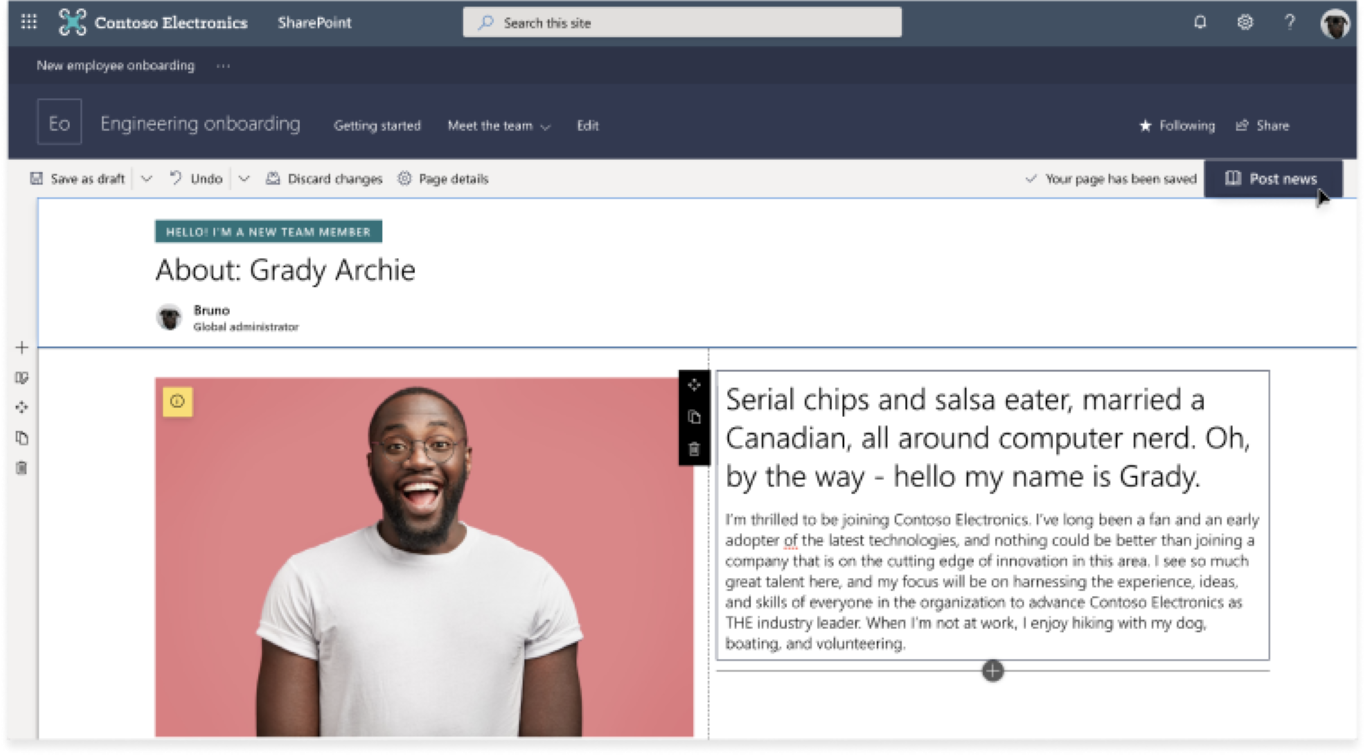 Contoso Electronics SharePoint Search this site ?
New employee onboarding ...
Eo Engineering onboarding Getting started Meet the team Edit Following Share
Save as draft Undo Discard changes Page details Your page has been saved Post news
HELLO! I'M A NEW TEAM MEMBER
About: Grady Archie
Bruno
Global administrator
Serial chips and salsa eater, married a
Canadian, all around computer nerd. Oh,
by the way - hello my name is Grady.
I'm thrilled to be joining Contoso Electronics. I've long been a fan and an early
adopter of the latest technologies, and nothing could be better than joining a
company that is on the cutting edge of innovation in this area. I see so much
great talent here, and my focus will be on harnessing the experience, ideas,
and skills of everyone in the organization to advance Contoso Electronics as
THE industry leader. When I'm not at work, I enjoy hiking with my dog,
boating, and volunteering.